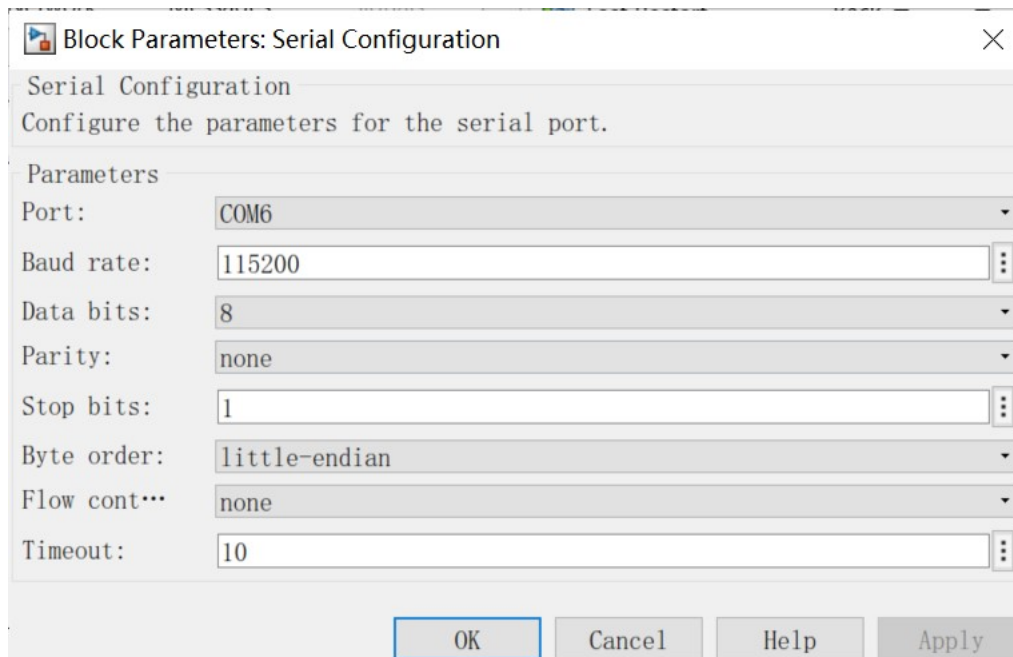 Block Parameters: Serial Configuration
Serial Configuration
Configure the parameters for the serial port.
Parameters
Port: COM6
Baud rate: 115200
Data bits: 8
Parity: none
Stop bits: 1
Byte order: little-endian
Flow cont··· none
Timeout: 10
OK Cancel Help Apply